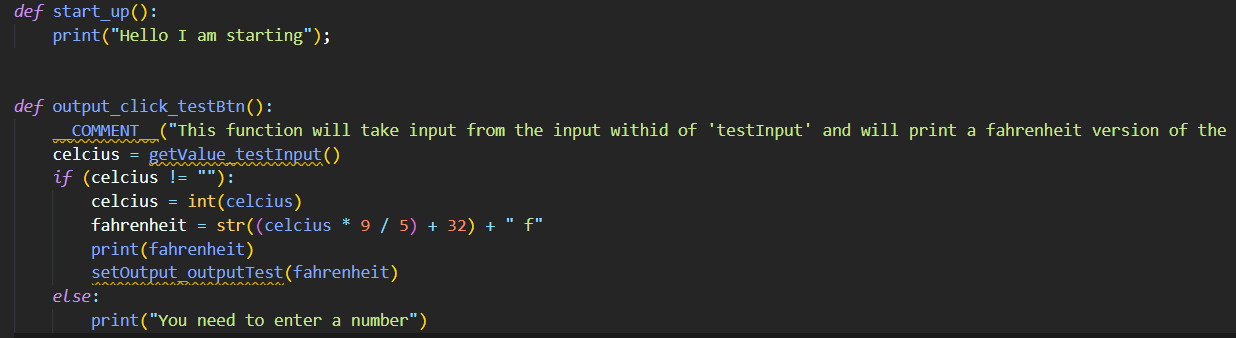 def start_up():
    print("Hello I am starting");
def output_click_testBtn():
    __COMMENT__("This function will take input from the input withid of 'testInput' and will print a fahrenheit version of the
    celcius = getValue_testInput()
    if (celcius != ""):
        celcius = int(celcius)
        fahrenheit = str((celcius * 9 / 5) + 32) + " f"
        print(fahrenheit)
        setOutput_outputTest(fahrenheit)
    else:
        print("You need to enter a number")